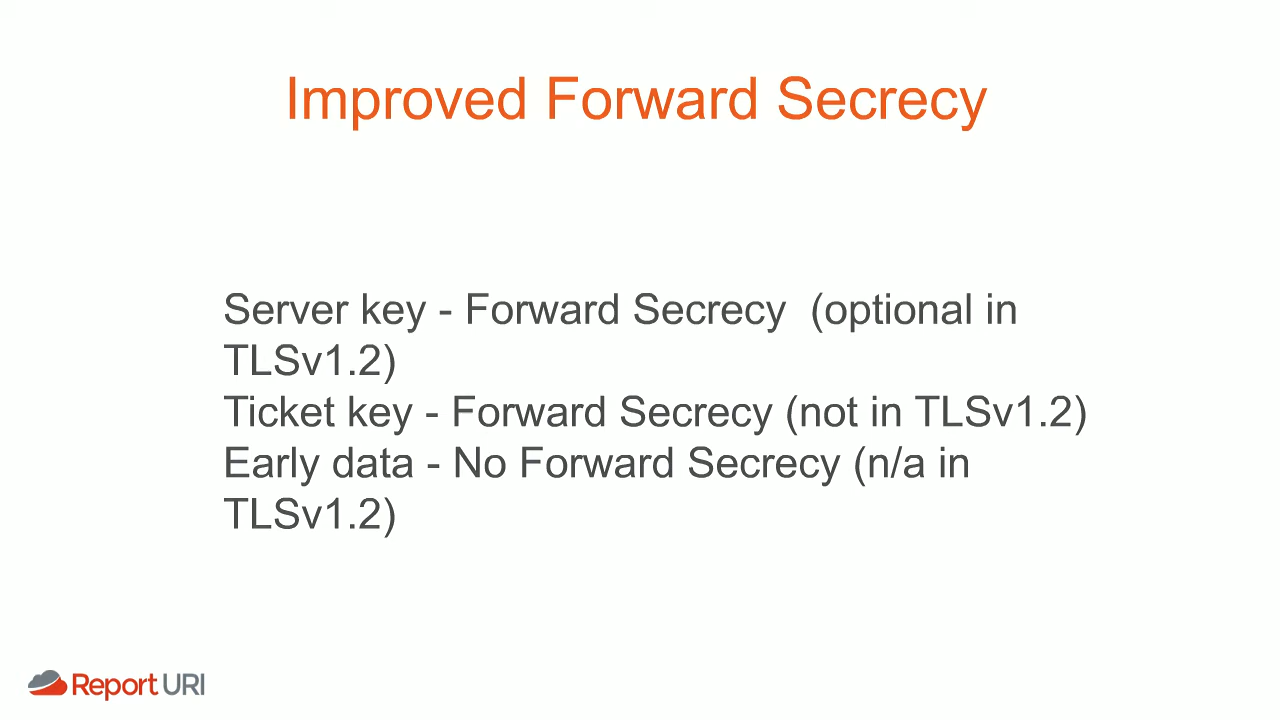 Improved Forward Secrecy
Server key - Forward Secrecy  (optional in
TLSv1.2)
Ticket key - Forward Secrecy (not in TLSv1.2)
Early data - No Forward Secrecy (n/a in
TLSv1.2)
Report URI